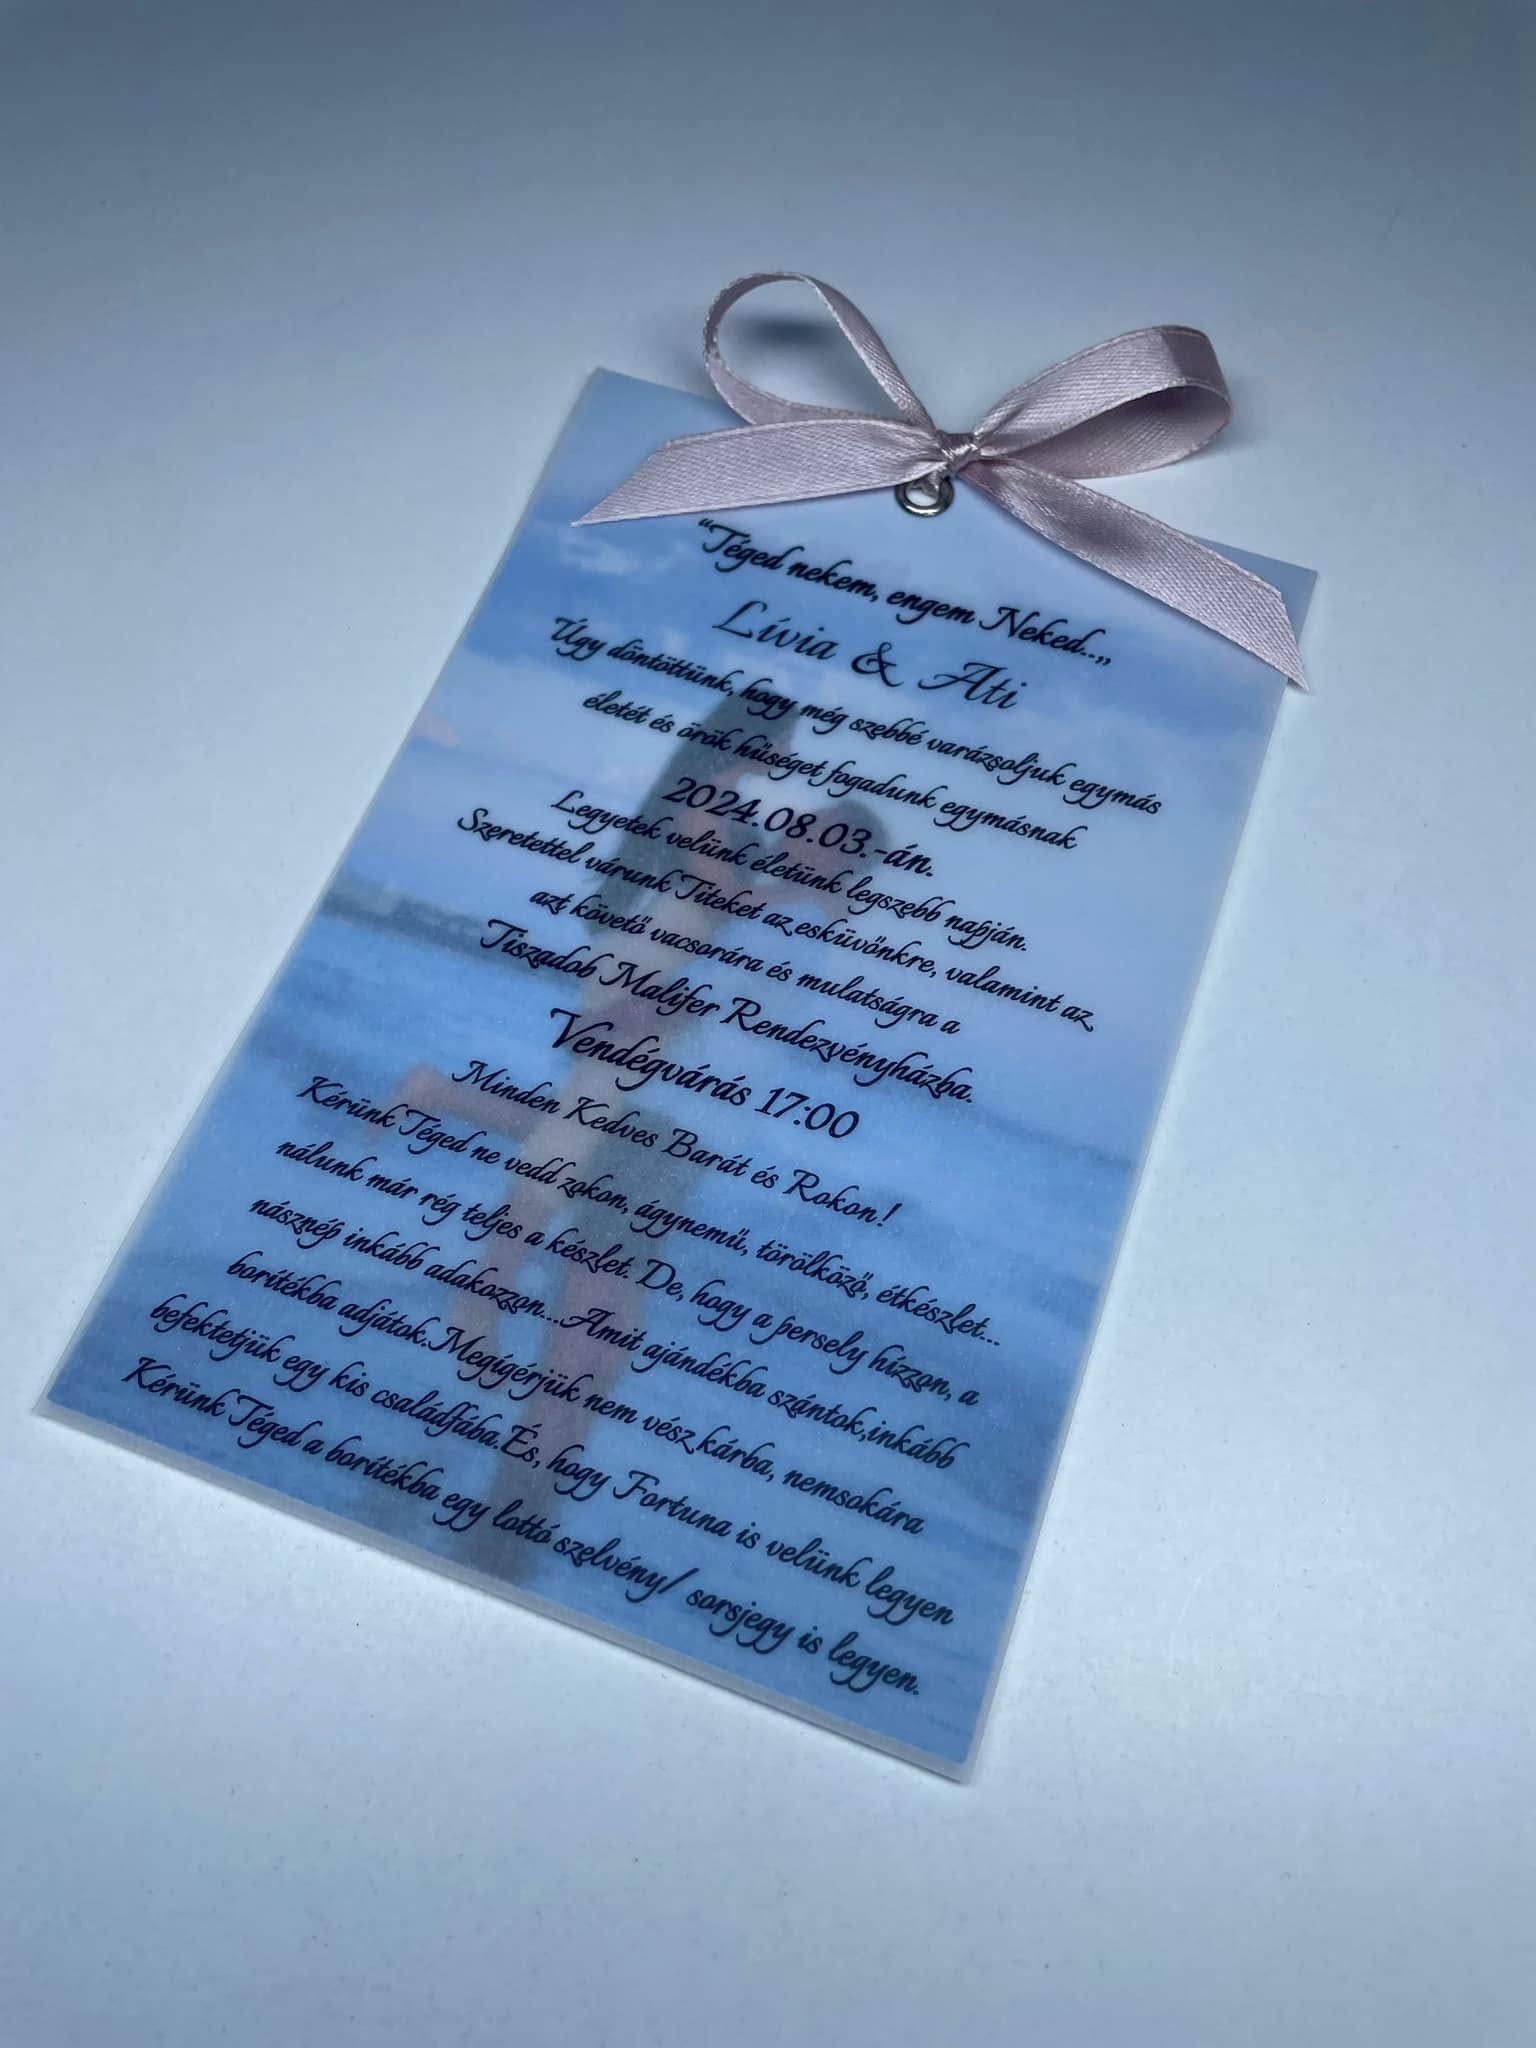 “Téged nekem, engem Neked..„
Lívia & Ati
Úgy döntöttünk, hogy még szebbé varázsoljuk egymás
életét és örök hűséget fogadunk egymásnak
2024.08.03.-án.
Legyetek velünk életünk legszebb napján.
Szeretettel várunk Titeket az esküvőnkre, valamint az,
azt követő vacsorára és mulatságra a
Tiszadob Malifer Rendezvényházba.
Vendégvárás 17:00
Minden Kedves Barát és Rokon!
Kérünk Téged ne vedd zokon, ágynemű, törölköző, étkészlet...
nálunk már rég teljes a készlet. De, hogy a persely hízzon, a
násznép inkább adakozzon...Amit ajándékba szántok,inkább
borítékba adjátok.Megígérjük nem vész kárba, nemsokára
befektetjük egy kis családfába.És, hogy Fortuna is velünk legyen
Kérünk Téged a borítékba egy lottó szelvény/ sorsjegy is legyen.